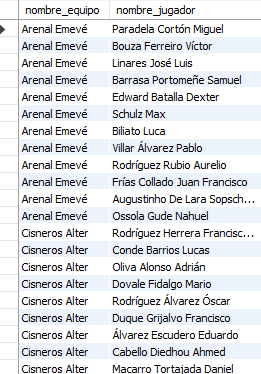 nombre_equipo nombre_jugador
Arenal Emevé Paradela Cortón Miguel
Arenal Emevé Bouza Ferreiro Víctor
Arenal Emevé Linares José Luis
Arenal Emevé Barrasa Portomeñe Samuel
Arenal Emevé Edward Batalla Dexter
Arenal Emevé Schulz Max
Arenal Emevé Biliato Luca
Arenal Emevé Villar Álvarez Pablo
Arenal Emevé Rodríguez Rubio Aurelio
Arenal Emevé Frías Collado Juan Francisco
Arenal Emevé Augustinho De Lara Sopsch...
Arenal Emevé Ossola Gude Nahuel
Cisneros Alter Rodríguez Herrera Francisc...
Cisneros Alter Conde Barrios Lucas
Cisneros Alter Oliva Alonso Adrián
Cisneros Alter Dovale Fidalgo Mario
Cisneros Alter Rodríguez Álvarez Óscar
Cisneros Alter Duque Grijalvo Francisco
Cisneros Alter Álvarez Escudero Eduardo
Cisneros Alter Cabello Diedhou Ahmed
Cisneros Alter Macarro Tortajada Daniel